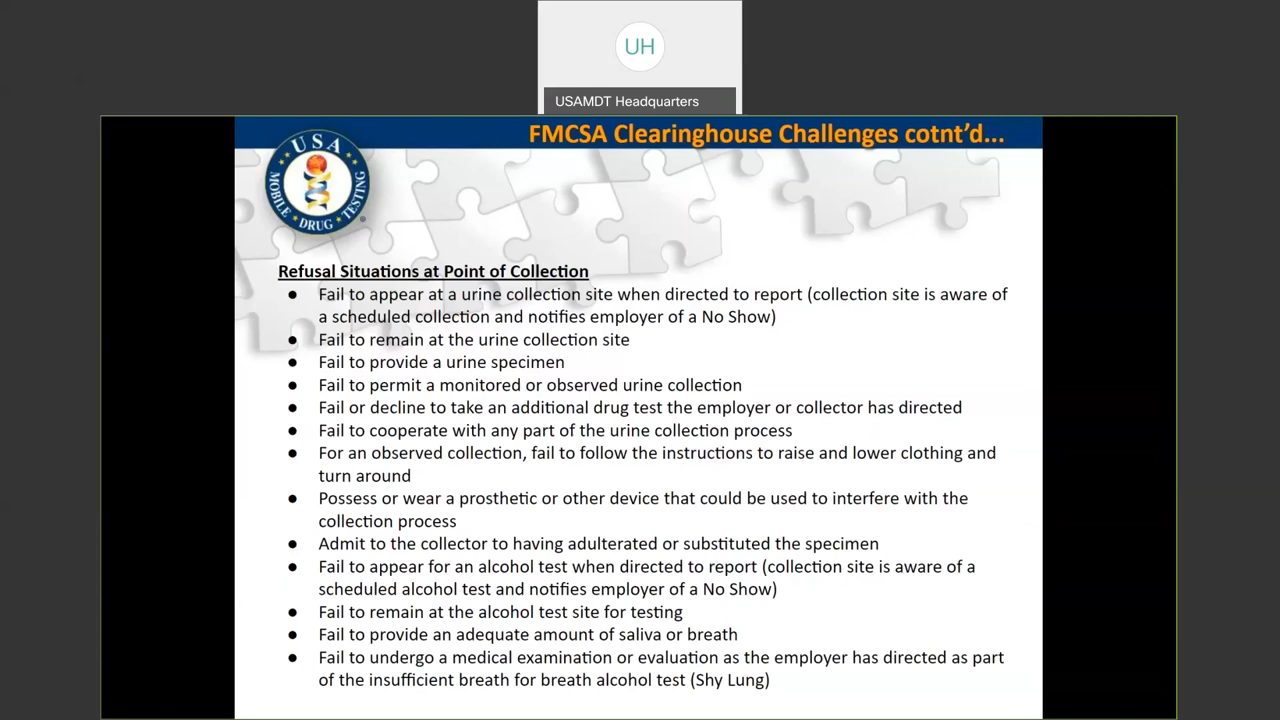 UH
USAMDT Headquarters
FMCSA Clearinghouse Challenges cotnt'd...
USA
MOBILE DRUG TESTING
Refusal Situations at Point of Collection
● Fail to appear at a urine collection site when directed to report (collection site is aware of
a scheduled collection and notifies employer of a No Show)
● Fail to remain at the urine collection site
● Fail to provide a urine specimen
● Fail to permit a monitored or observed urine collection
● Fail or decline to take an additional drug test the employer or collector has directed
● Fail to cooperate with any part of the urine collection process
● For an observed collection, fail to follow the instructions to raise and lower clothing and
turn around
● Possess or wear a prosthetic or other device that could be used to interfere with the
collection process
● Admit to the collector to having adulterated or substituted the specimen
● Fail to appear for an alcohol test when directed to report (collection site is aware of a
scheduled alcohol test and notifies employer of a No Show)
● Fail to remain at the alcohol test site for testing
● Fail to provide an adequate amount of saliva or breath
● Fail to undergo a medical examination or evaluation as the employer has directed as part
of the insufficient breath for breath alcohol test (Shy Lung)